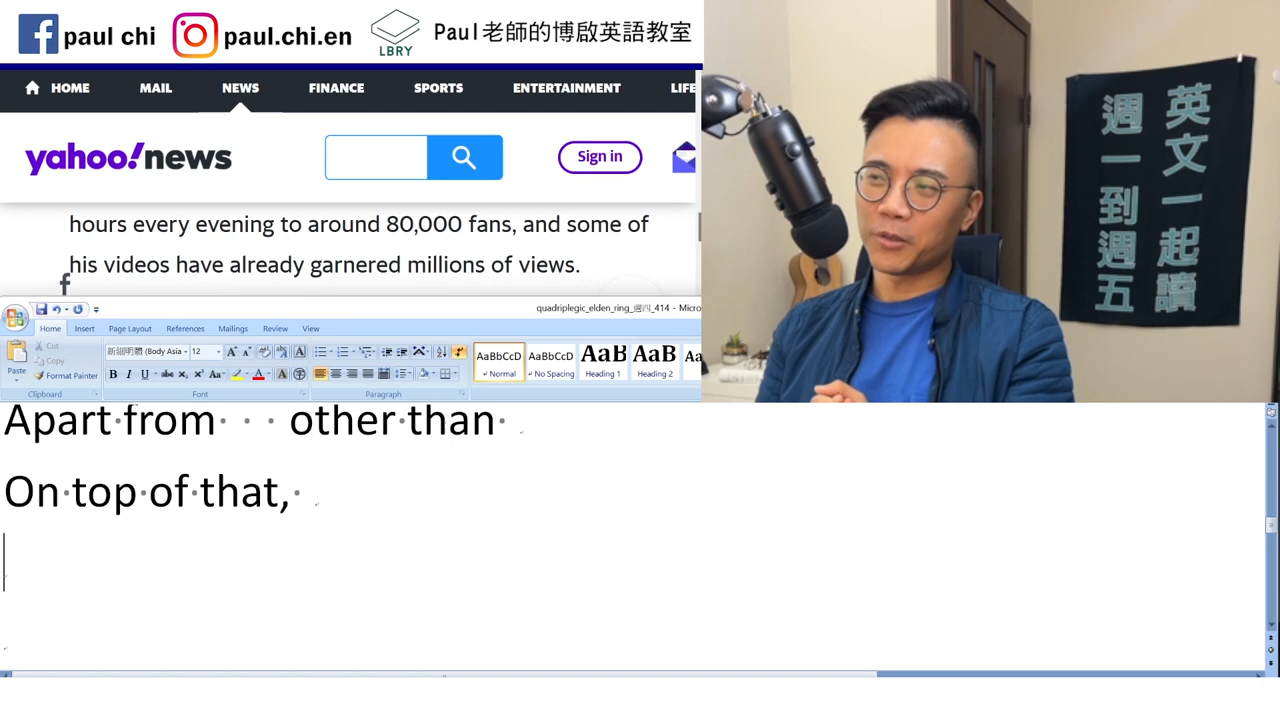 paul chi
paul.chi.en
LBRY
Paul老師的博啟英語教室
HOME MAIL NEWS FINANCE SPORTS ENTERTAINMENT LIFE
yahoo!news
Sign in
hours every evening to around 80,000 fans, and some of
his videos have already garnered millions of views.
quadriplegic_elden_ring_週四_414 - Micro
Home Insert Page Layout References Mailings Review View
Cut
Copy
Format Painter
Paste
Clipboard
新細明體 (Body Asia
12
Font
Paragraph
AaBbCcD
Normal
AaBbCcD
No Spacing
AaBb
Heading 1
AaB
Heading 2
Aa
Apart from other than
On top of that,
英文一起讀
週一到週五